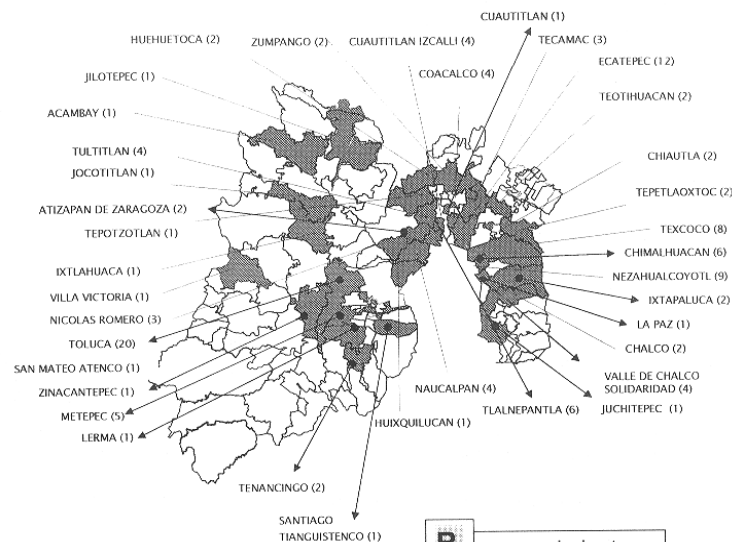 CUAUTITLAN (1)
HUEHUETOCA (2)
ZUMPANGO (2)
CUAUTITLAN IZCALLI (4)
TECAMAC (3)
ECATEPEC (12)
JILOTEPEC (1)
COACALCO (4)
TEOTIHUACAN (2)
ACAMBAY (1)
TULTITLAN (4)
CHIAUTLA (2)
JOCOTITLAN (1)
TEPETLAOXTOC (2)
ATIZAPAN DE ZARAGOZA (2)
TEXCOCO (8)
TEPOTZOTLAN (1)
CHIMALHUACAN (6)
IXTLAHUACA (1)
NEZAHUALCOYOTL (9)
VILLA VICTORIA (1)
IXTAPALUCA (2)
NICOLAS ROMERO (3)
LA PAZ (1)
TOLUCA (20)
CHALCO (2)
SAN MATEO ATENCO (1)
VALLE DE CHALCO
SOLIDARIDAD (4)
ZINACANTEPEC (1)
NAUCALPAN (4)
TLALNEPANTLA (6)
JUCHITEPEC (1)
METEPEC (5)
HUIXQUILUCAN (1)
LERMA (1)
TENANCINGO (2)
SANTIAGO
TIANGUISTENCO (1)